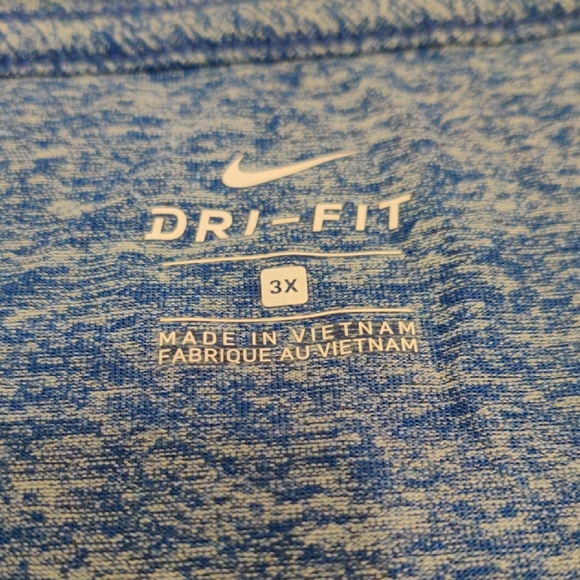 DRI-FIT
3X
MADE IN VIETNAM
FABRIQUE AU VIETNAM